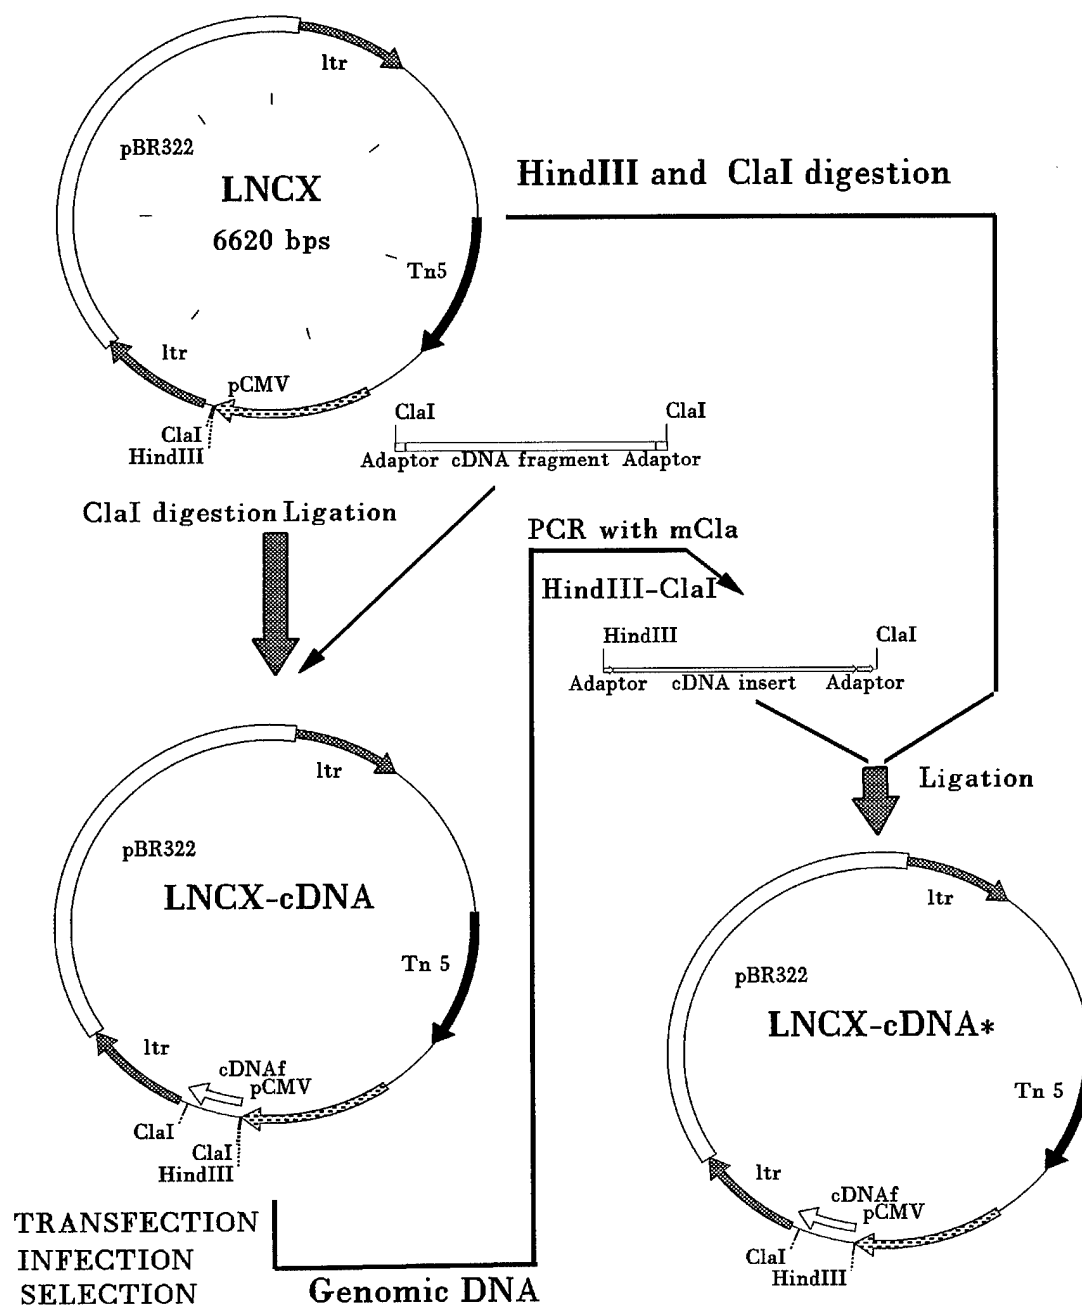 ltr
pBR322
LNCX
6620 bps
Tn5
ltr
pCMV
ClaI
HindIII
HindIII and ClaI digestion
ClaI
ClaI
Adaptor cDNA fragment Adaptor
ClaI digestion Ligation
PCR with mCla
HindIII-ClaI
HindIII
ClaI
Adaptor cDNA insert Adaptor
Ligation
ltr
pBR322
LNCX-cDNA
Tn 5
ltr
cDNAf
pCMV
ClaI
ClaI
HindIII
ltr
pBR322
LNCX-cDNA*
Tn 5
ltr
cDNAf
pCMV
ClaI
HindIII
TRANSFECTION
INFECTION
SELECTION
Genomic DNA